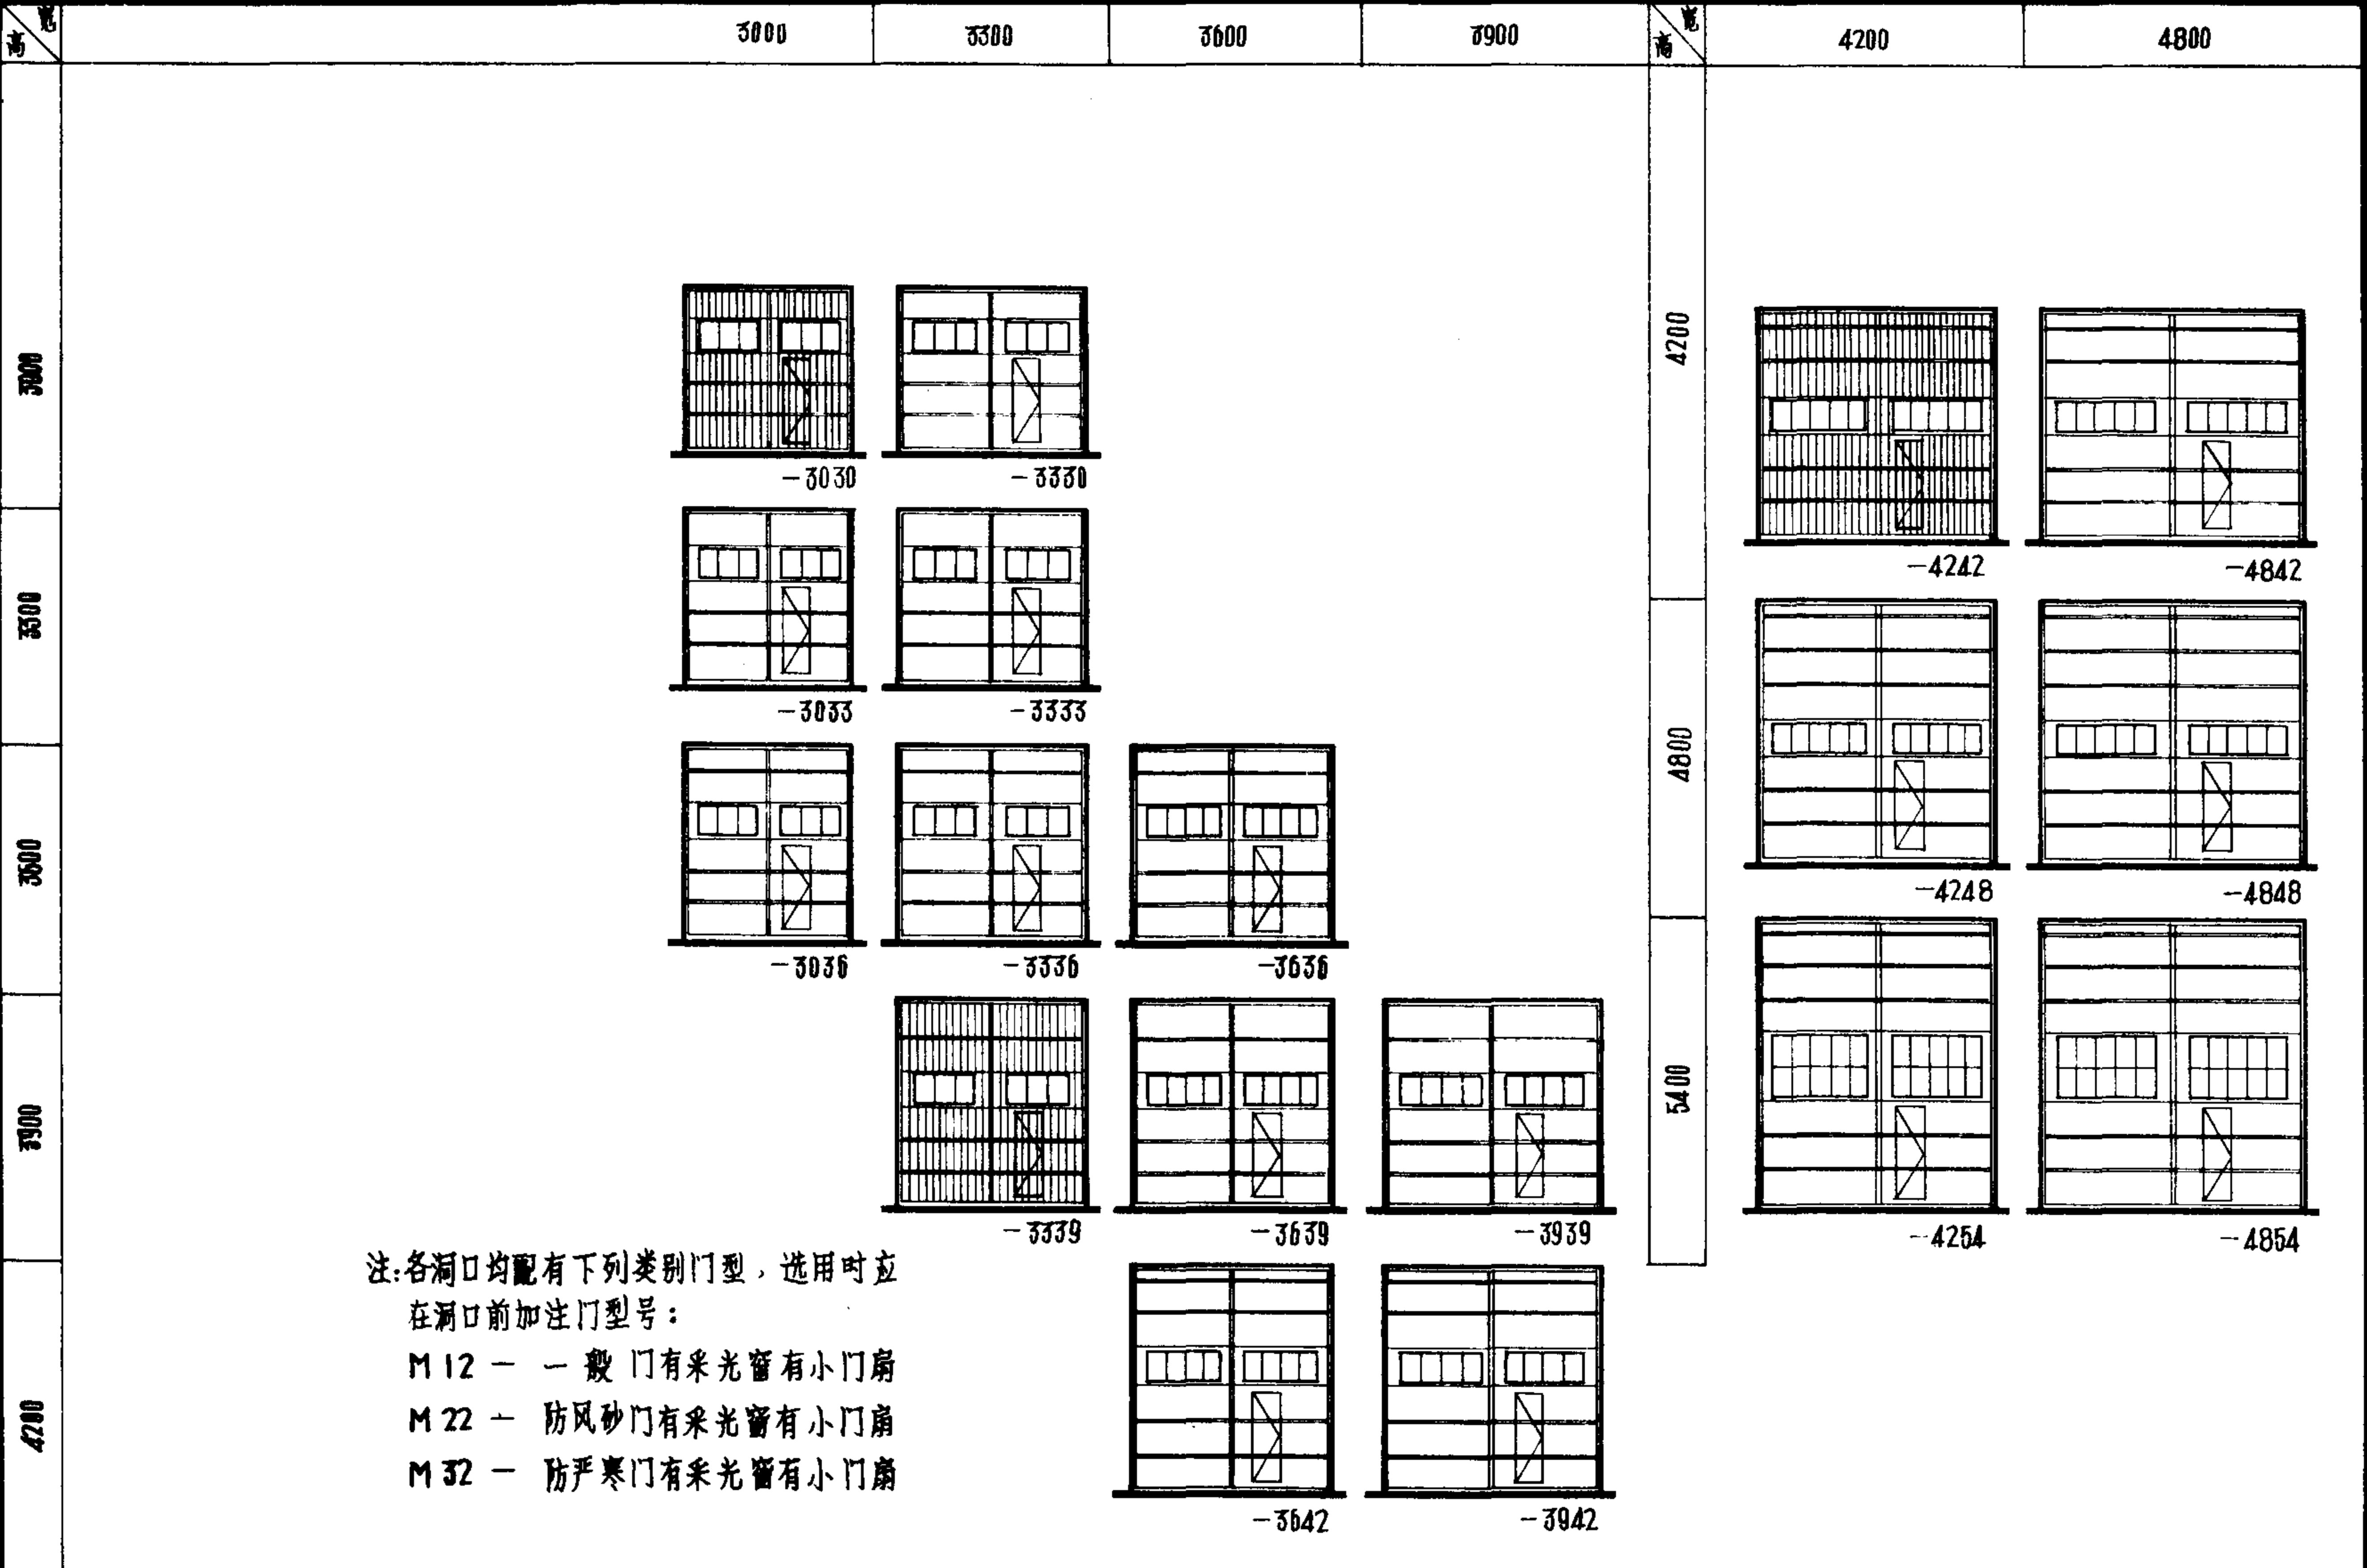 宽 3000 3300 3600 3900 宽 4200 4800
高 高
3000
4200
-3030 -3330
-4242 -4842
3300
-3033 -3333
4800
3600
-4248 -4848
-3036 -3336 -3636
5400
3900
-3339 -3639 -3939
-4254 -4854
注:各洞口均配有下列类别门型，选用时应
在洞口前加注门型号：
M12 — 一般 门有采光窗有小门扇
M22 — 防风砂门有采光窗有小门扇
M32 — 防严寒门有采光窗有小门扇
4200
-3642 -3942